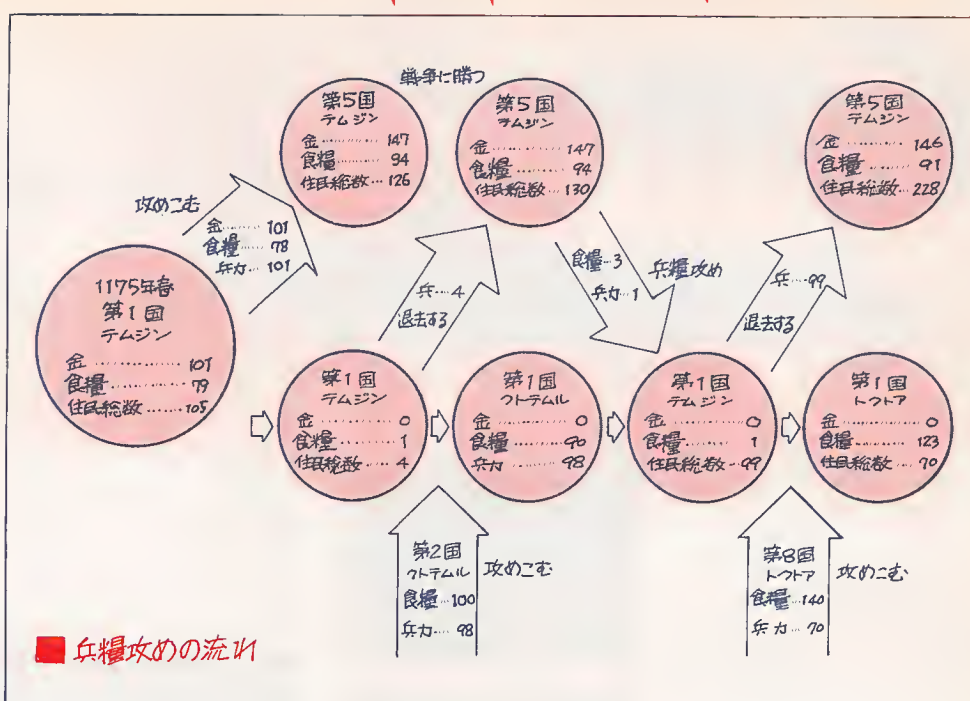 戦争に勝つ
第5国
テムジン
金………… 147
食糧……… 94
住民総数… 126
第5国
テムジン
金………… 147
食糧……… 94
住民総数… 130
第5国
テムジン
金………… 146
食糧……… 91
住民総数… 228
攻めこむ
金……… 101
食糧…… 78
兵力… 101
1175年春
第1国
テムジン
金………… 101
食糧……… 79
住民総数…… 105
兵…4
退去する
食糧…3
兵力…1
兵糧攻め
兵…99
退去する
第1国
テムジン
金………… 0
食糧……… 1
住民総数… 4
第1国
クトテムル
金………… 0
食糧……… 90
兵力……… 98
第1国
テムジン
金………… 0
食糧……… 1
住民総数… 99
第1国
トクトア
金………… 0
食糧……… 123
住民総数… 70
第2国
クトテムル
食糧…100
兵力… 98
攻めこむ
第8国
トクトア
食糧…140
兵力… 70
攻めこむ
■ 兵糧攻めの流れ